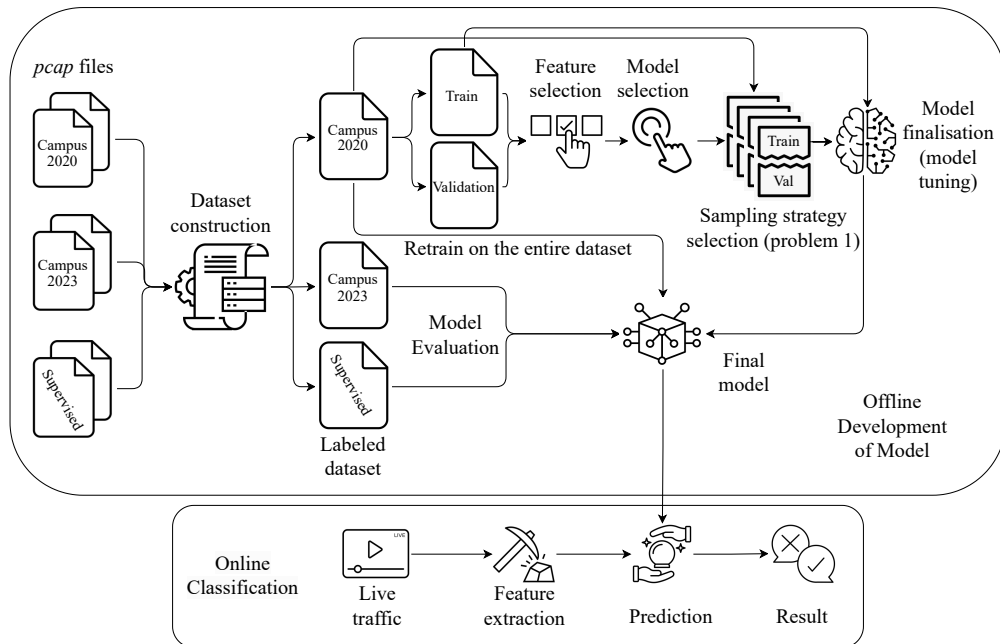 pcap files
Campus
2020
Campus
2023
Supervised
Dataset
construction
Campus
2020
Train
Validation
Feature
selection
Model
selection
Train
Val
Sampling strategy
selection (problem 1)
Model
finalisation
(model
tuning)
Retrain on the entire dataset
Campus
2023
Supervised
Labeled
dataset
Model
Evaluation
Final
model
Offline
Development
of Model
Online
Classification
LIVE
Live
traffic
Feature
extraction
Prediction
Result